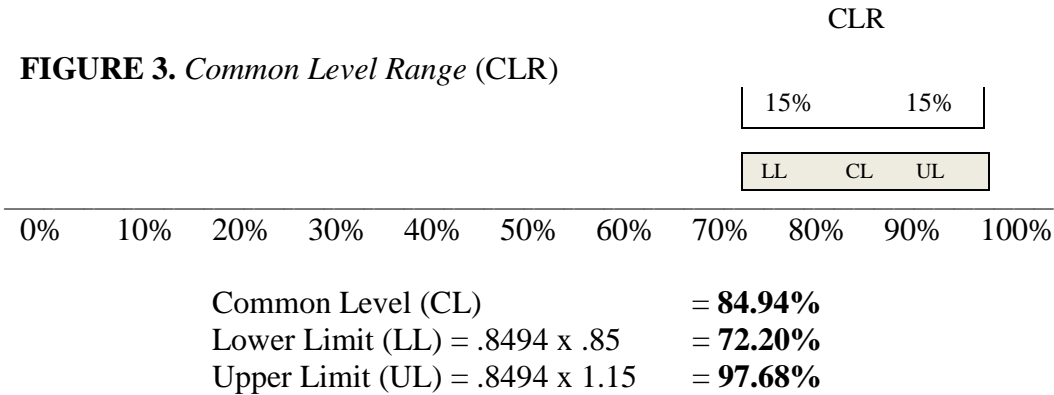 CLR
FIGURE 3. Common Level Range (CLR)
15% 15%
LL CL UL
0% 10% 20% 30% 40% 50% 60% 70% 80% 90% 100%
Common Level (CL) = 84.94%
Lower Limit (LL) = .8494 x .85 = 72.20%
Upper Limit (UL) = .8494 x 1.15 = 97.68%